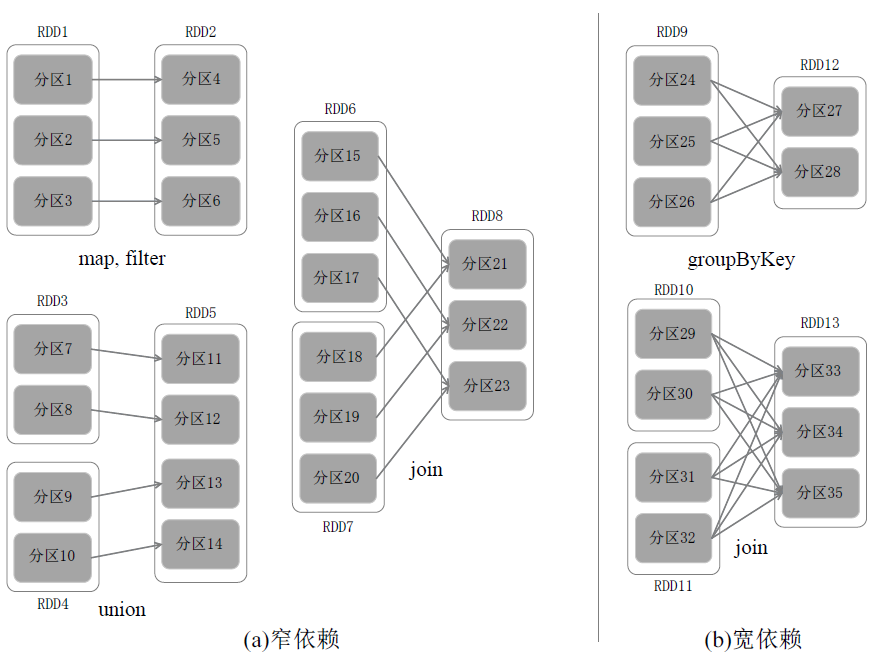 RDD1
分区1
分区2
分区3
RDD2
分区4
分区5
分区6
map, filter
RDD3
分区7
分区8
分区9
分区10
RDD4
RDD5
分区11
分区12
分区13
分区14
union
RDD6
分区15
分区16
分区17
分区18
分区19
分区20
RDD7
RDD8
分区21
分区22
分区23
join
(a)窄依赖
RDD9
分区24
分区25
分区26
RDD12
分区27
分区28
groupByKey
RDD10
分区29
分区30
分区31
分区32
RDD11
RDD13
分区33
分区34
分区35
join
(b)宽依赖